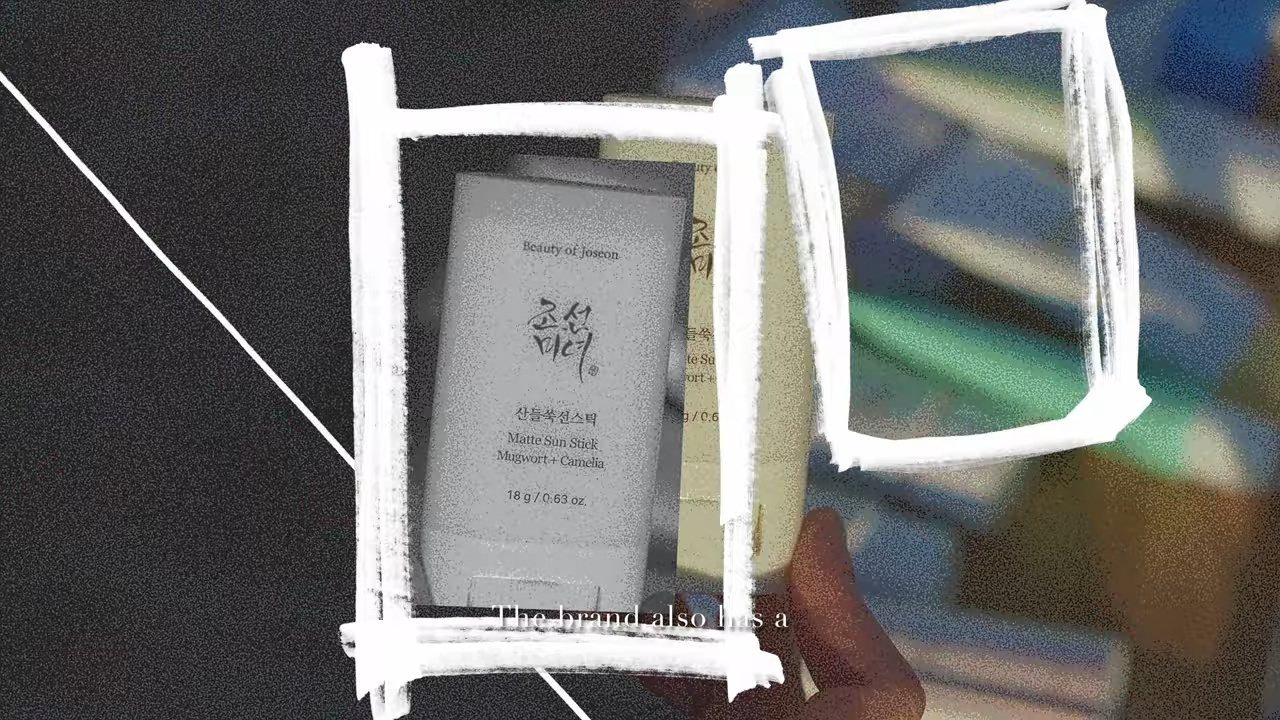 Beauty of Joseon
조선
미녀
산들쑥 선스틱
Matte Sun Stick
Mugwort + Camelia
18 g / 0.63 oz.
The brand also has a